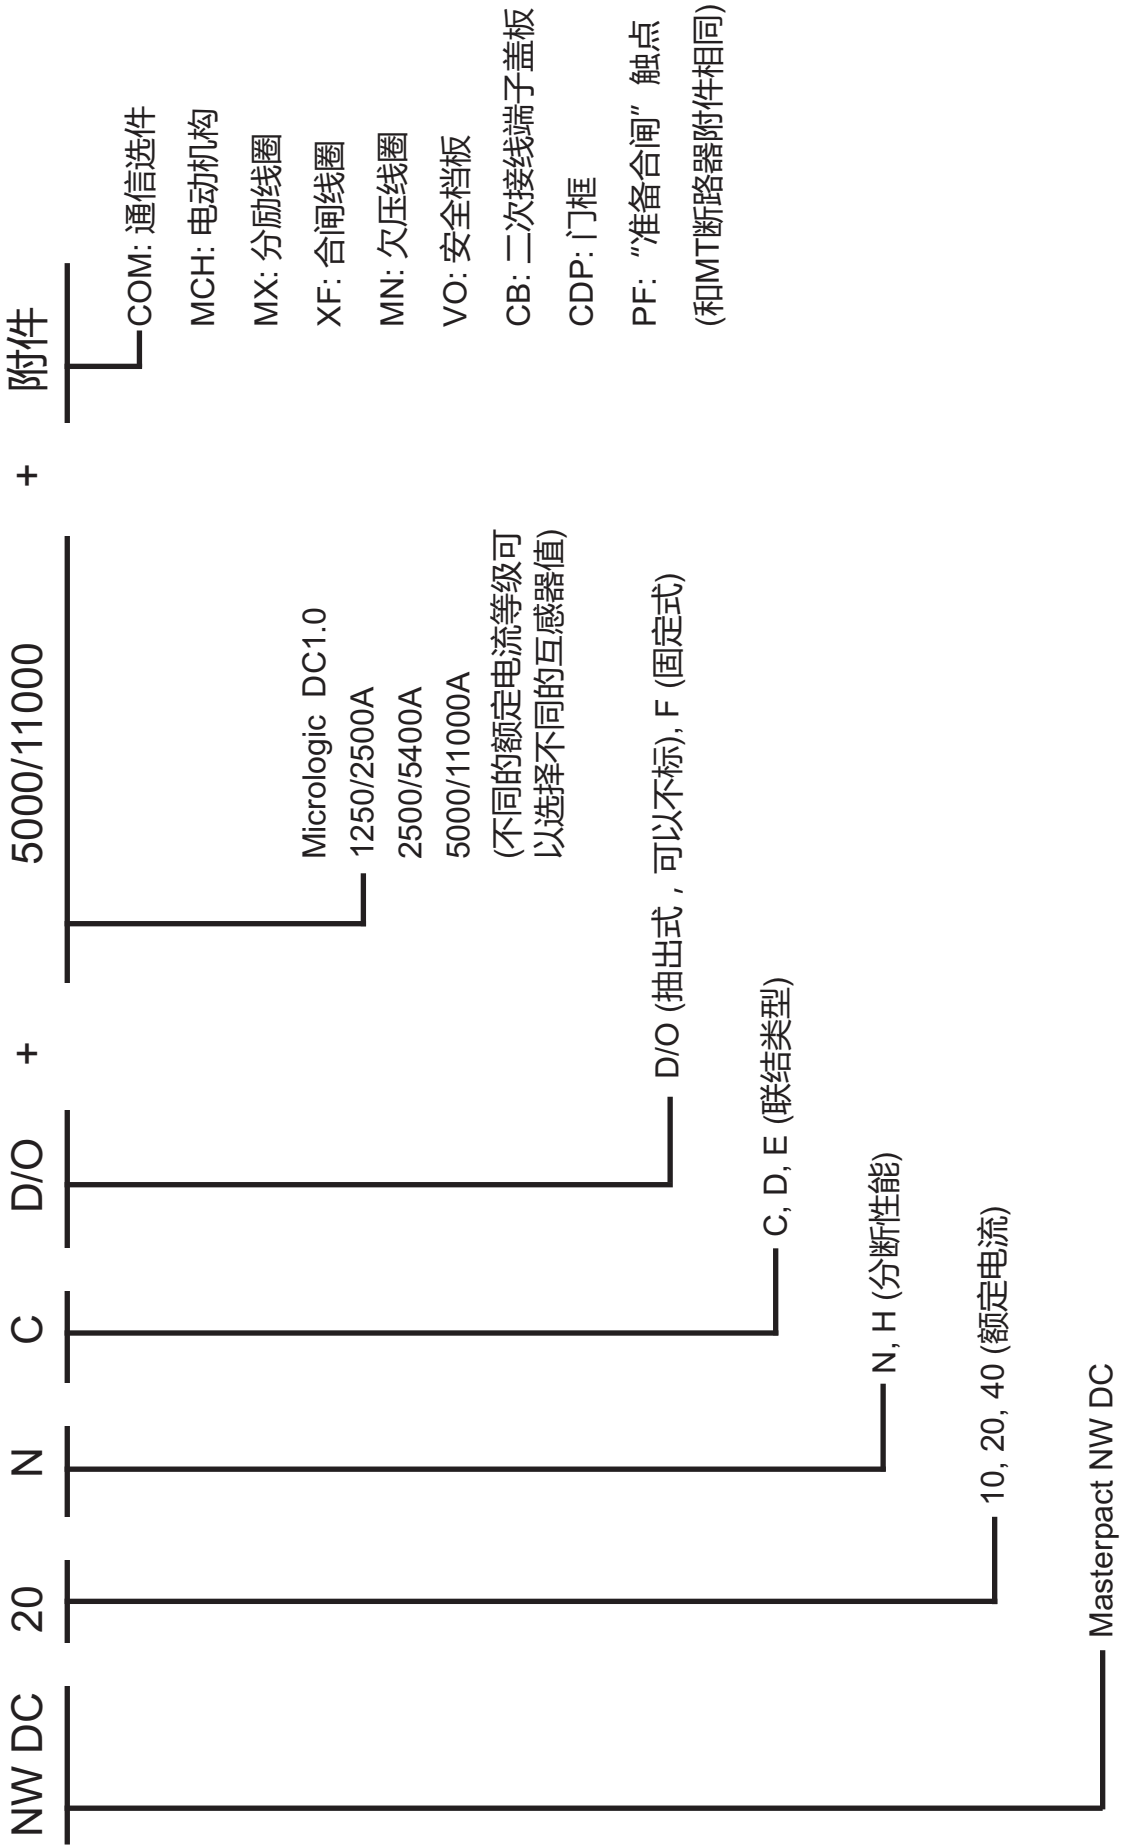 NW DC 20 N C D/O + 5000/11000 + 附件
COM: 通信选件
MCH: 电动机构
MX: 分励线圈
XF: 合闸线圈
MN: 欠压线圈
VO: 安全档板
CB: 二次接线端子盖板
CDP: 门框
PF: “准备合闸”触点
(和MT断路器附件相同)
Micrologic DC1.0
1250/2500A
2500/5400A
5000/11000A
(不同的额定电流等级可
以选择不同的互感器值)
D/O (抽出式，可以不标), F (固定式)
C, D, E (联结类型)
N, H (分断性能)
10, 20, 40 (额定电流)
Masterpact NW DC